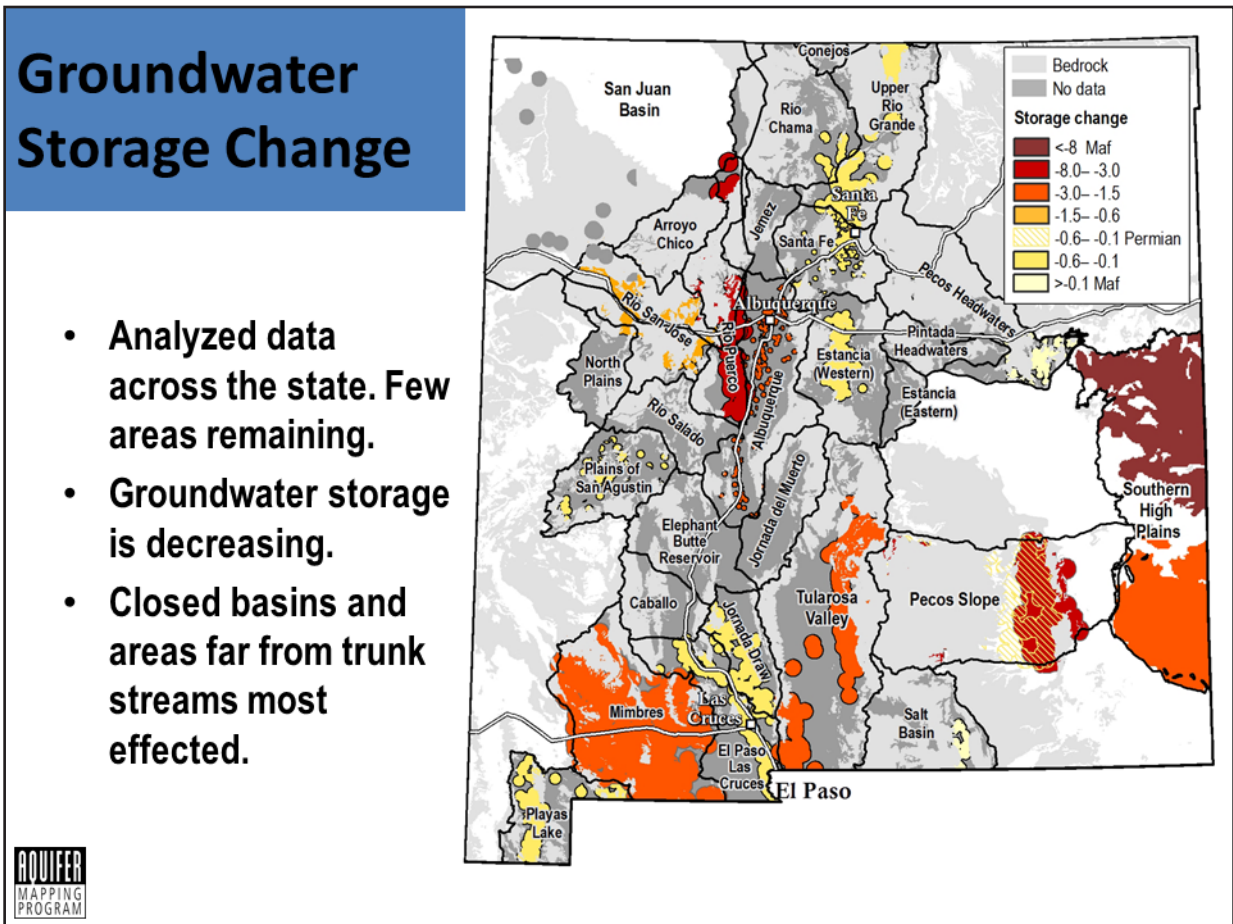 Groundwater
Storage Change
• Analyzed data
across the state. Few
areas remaining.
• Groundwater storage
is decreasing.
• Closed basins and
areas far from trunk
streams most
effected.
AQUIFER
MAPPING
PROGRAM
Bedrock
No data
Storage change
<-8 Maf
-8.0– -3.0
-3.0– -1.5
-1.5– -0.6
-0.6– -0.1 Permian
-0.6– -0.1
>-0.1 Maf
Conejos
San Juan
Basin
Rio
Chama
Upper
Rio
Grande
Santa
Fe
Jemez
Arroyo
Chico
Santa Fe
Pecos Headwaters
Albuquerque
Rio San Jose
Rio Puerco
North
Plains
Estancia
(Western)
Pintada
Headwaters
Estancia
(Eastern)
Albuquerque
Rio Salado
Plains of
San Agustin
Jornada del Muerto
Elephant
Butte
Reservoir
Southern
High
Plains
Caballo
Jornada Draw
Tularosa
Valley
Pecos Slope
Mimbres
Las
Cruces
Salt
Basin
El Paso
Las
Cruces
El Paso
Playas
Lake